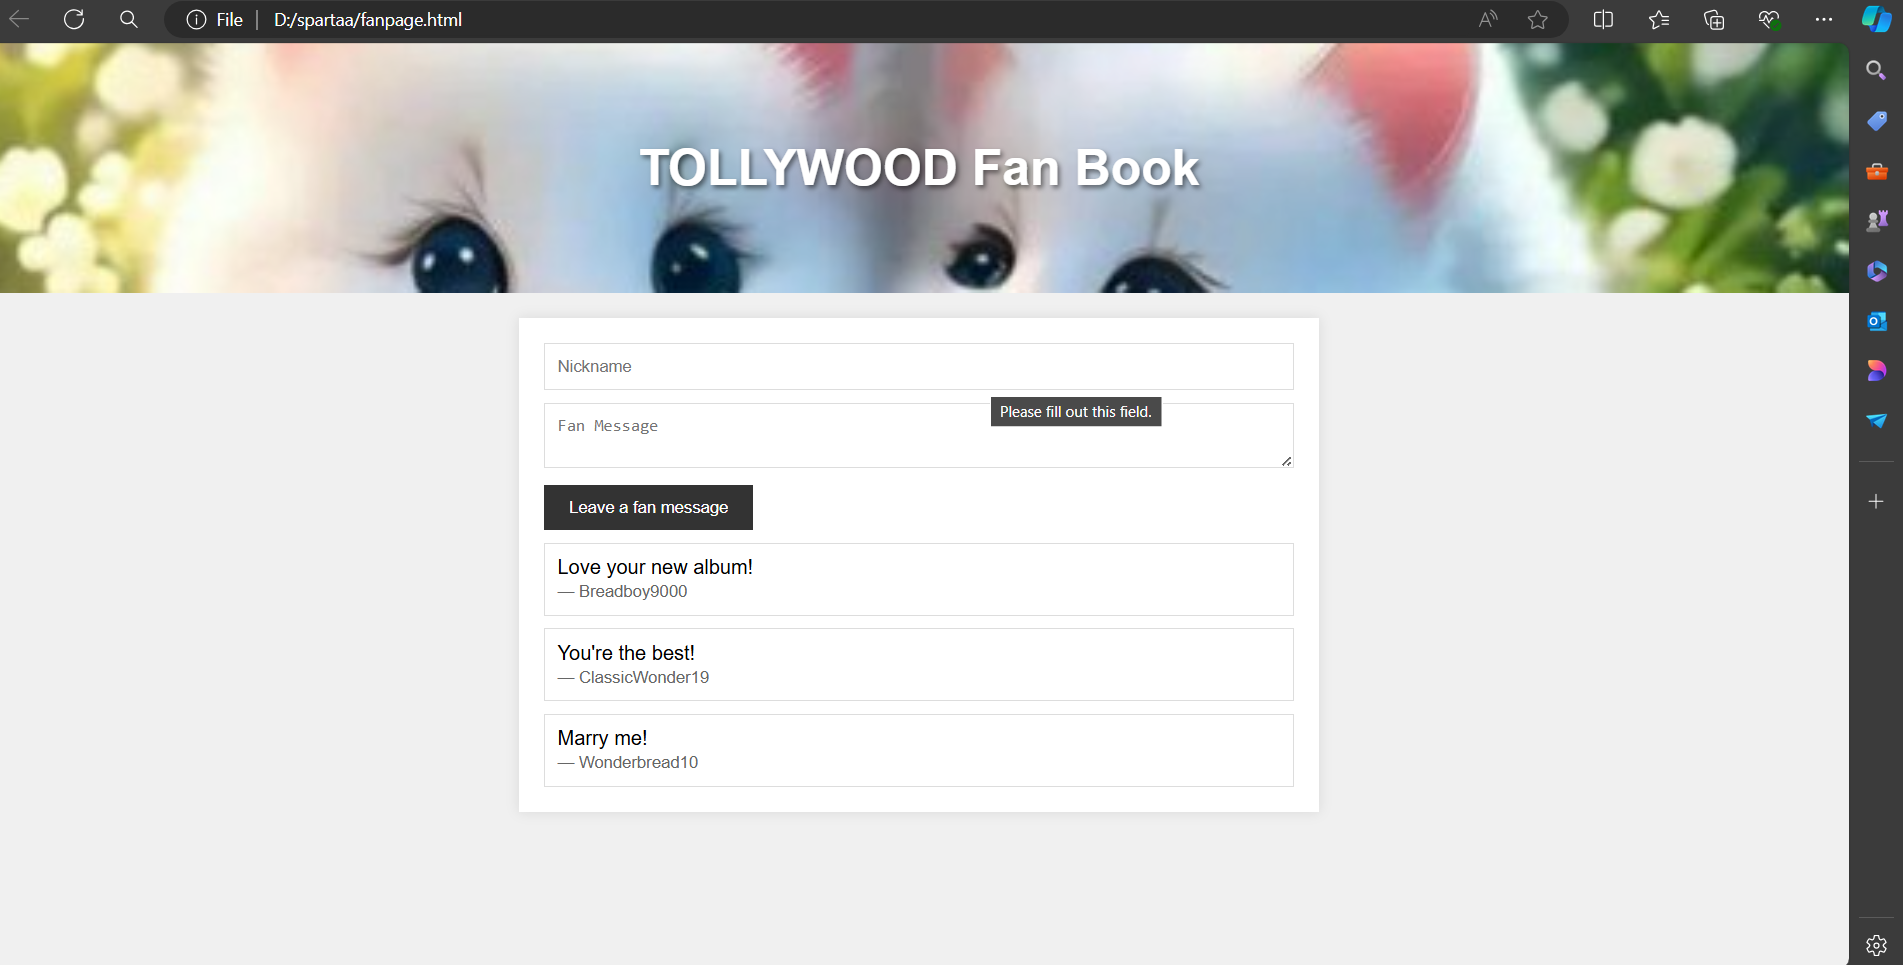 File
D:/spartaa/fanpage.html
TOLLYWOOD Fan Book
Nickname
Please fill out this field.
Fan Message
Leave a fan message
Love your new album!
— Breadboy9000
You're the best!
— ClassicWonder19
Marry me!
— Wonderbread10